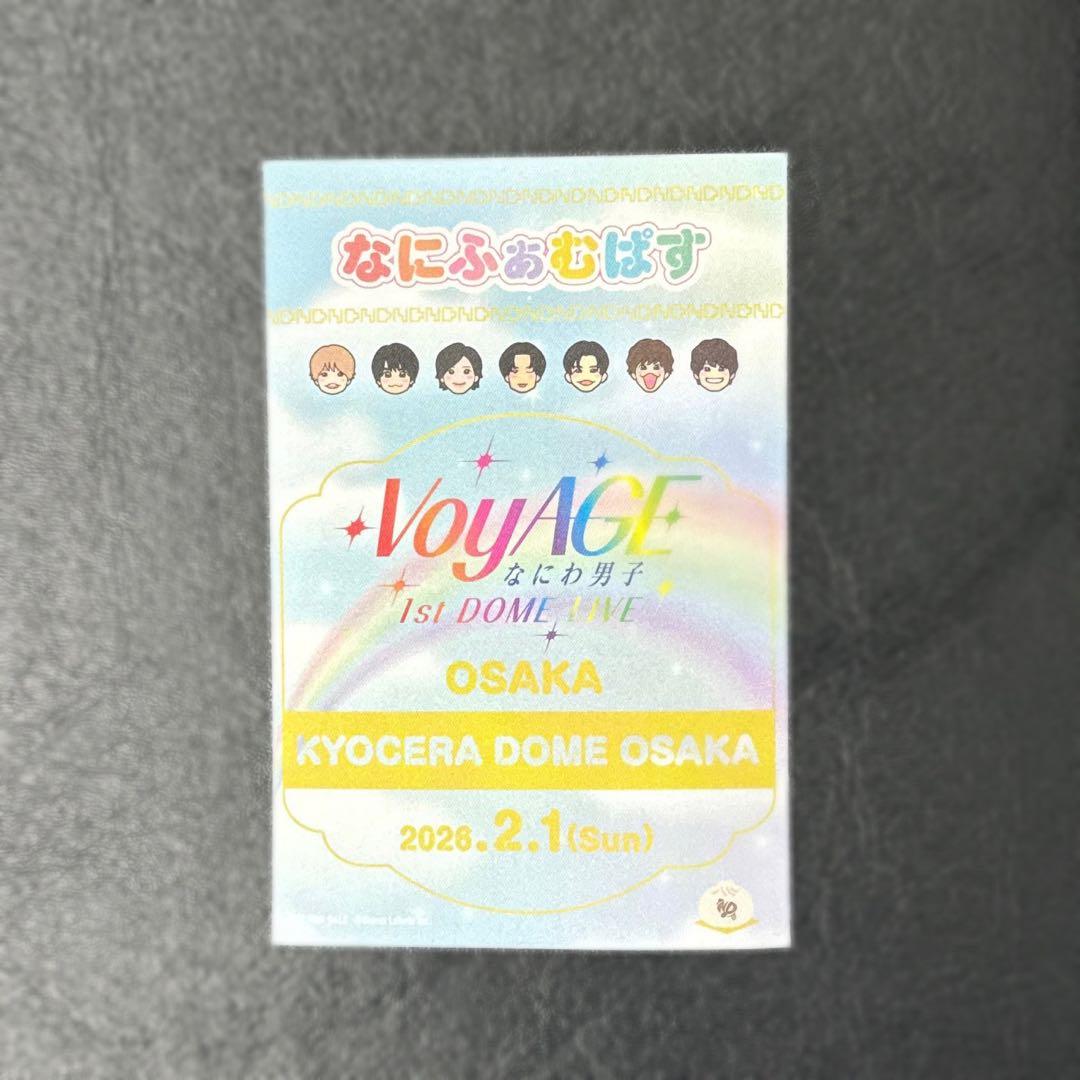 なにふぁむぱす
VoyAGE
なにわ男子
1st DOME LIVE
OSAKA
KYOCERA DOME OSAKA
2026.2.1(Sun)